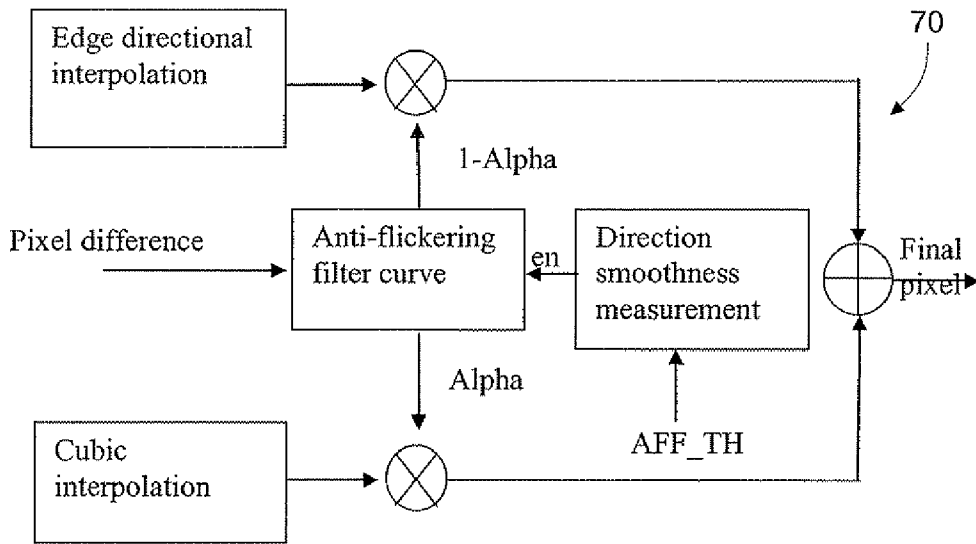 Edge directional
interpolation
70
1-Alpha
Pixel difference
Anti-flickering
filter curve
en
Direction
smoothness
measurement
Final
pixel
Alpha
AFF_TH
Cubic
interpolation